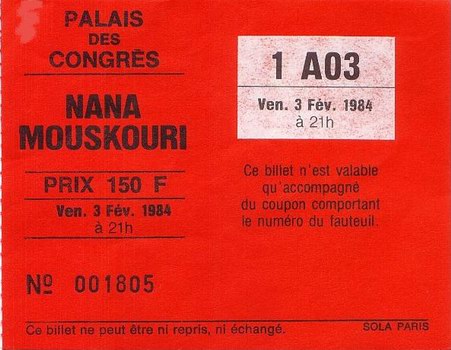 PALAIS
DES
CONGRÈS
NANA
MOUSKOURI
PRIX 150 F
Ven. 3 Fév. 1984
à 21h
Nº 001805
1 A03
Ven. 3 Fév. 1984
à 21h
Ce billet n'est valable
qu'accompagné
du coupon comportant
le numéro du fauteuil.
Ce billet ne peut être ni repris, ni échangé.
SOLA PARIS